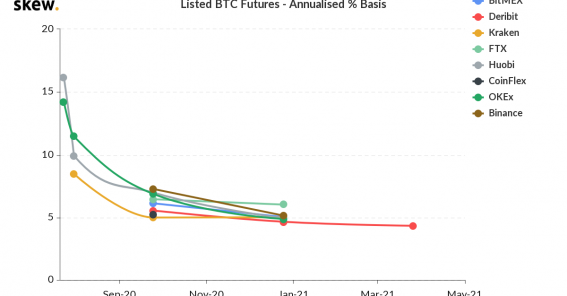 skew.
Listed BTC Futures - Annualised % Basis
BitMEX
Deribit
Kraken
FTX
Huobi
CoinFlex
OKEx
Binance
20
15
10
5
0
Sep-20 Nov-20 Jan-21 Mar-21 May-21